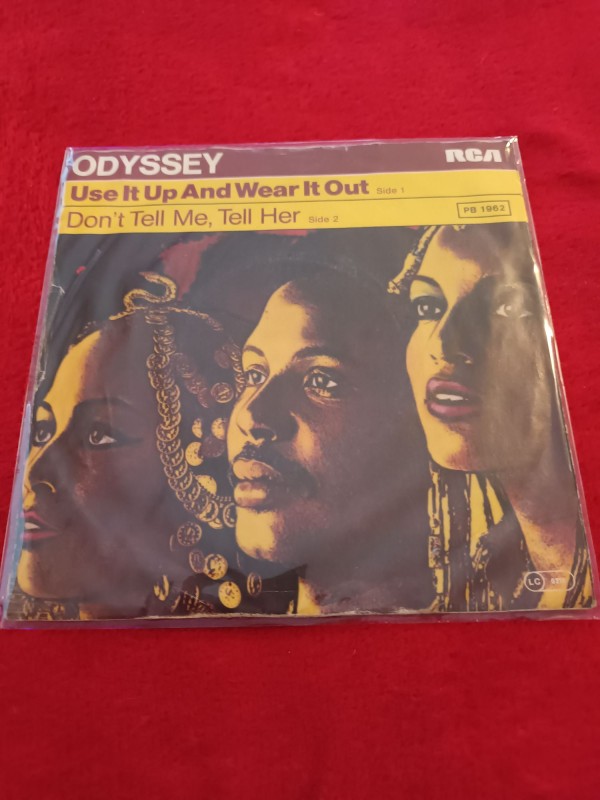 ODYSSEY RCA
Use It Up And Wear It Out Side 1
Don't Tell Me, Tell Her Side 2 PB 1962
LC